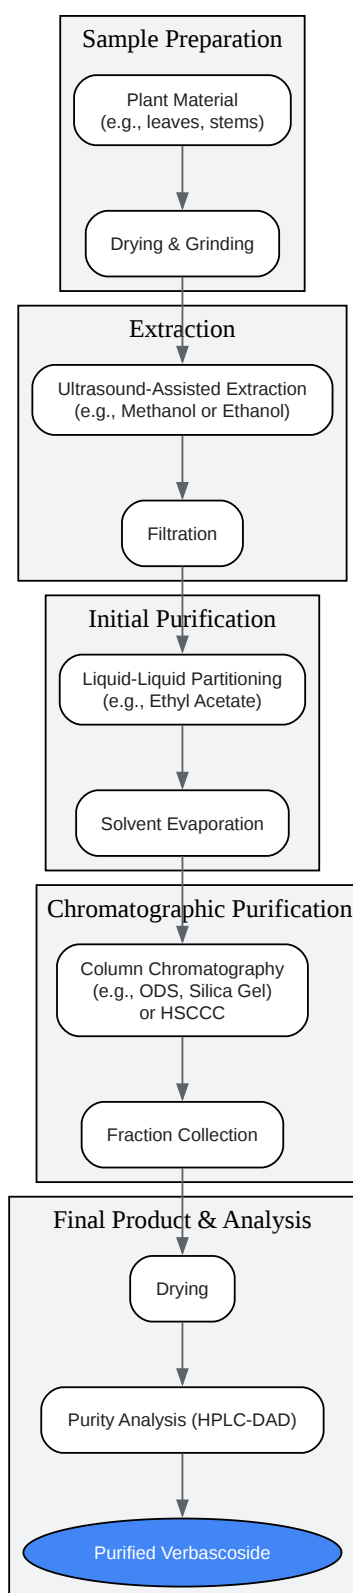 Sample Preparation
Plant Material
(e.g., leaves, stems)
Drying & Grinding
Extraction
Ultrasound-Assisted Extraction
(e.g., Methanol or Ethanol)
Filtration
Initial Purification
Liquid-Liquid Partitioning
(e.g., Ethyl Acetate)
Solvent Evaporation
Chromatographic Purification
Column Chromatography
(e.g., ODS, Silica Gel)
or HSCCC
Fraction Collection
Final Product & Analysis
Drying
Purity Analysis (HPLC-DAD)
Purified Verbascoside